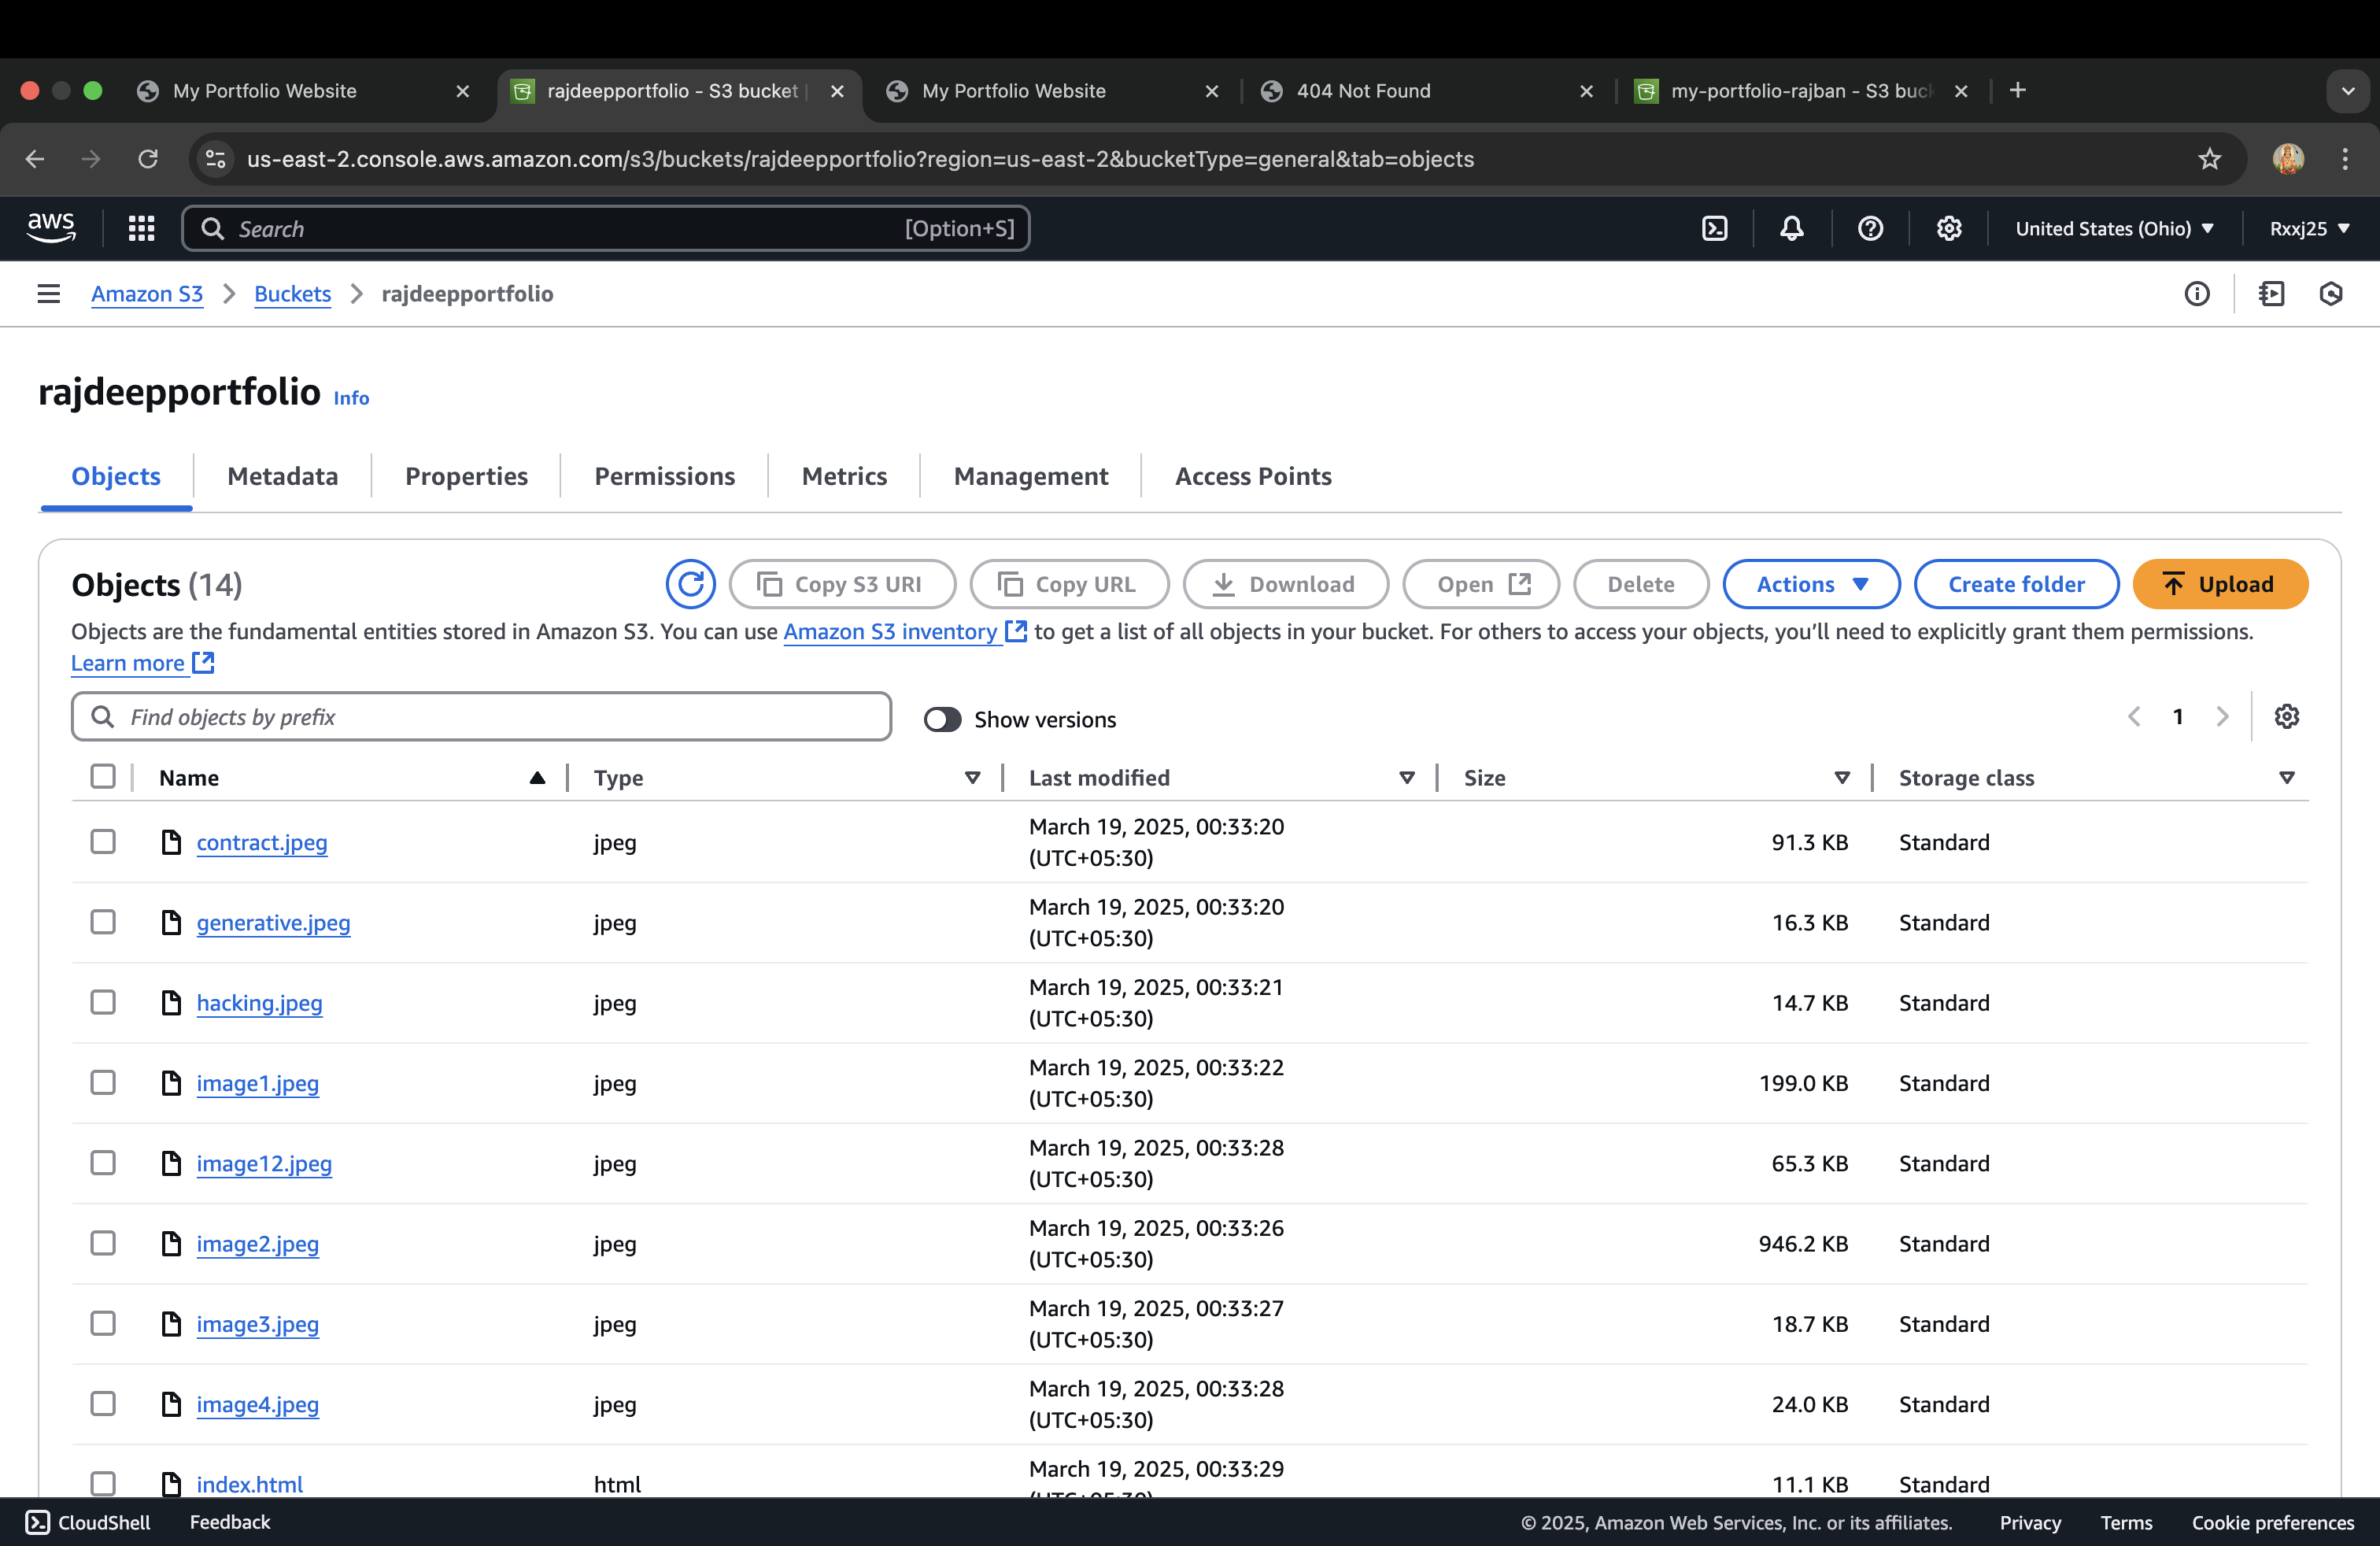 My Portfolio Website
rajdeepportfolio - S3 bucket |
My Portfolio Website
404 Not Found
my-portfolio-rajban - S3 buck
us-east-2.console.aws.amazon.com/s3/buckets/rajdeepportfolio?region=us-east-2&bucketType=general&tab=objects
aws
Search
[Option+S]
United States (Ohio)
Rxxj25
Amazon S3
Buckets
rajdeepportfolio
rajdeepportfolio Info
Objects
Metadata
Properties
Permissions
Metrics
Management
Access Points
Objects (14)
Copy S3 URI
Copy URL
Download
Open
Delete
Actions
Create folder
Upload
Objects are the fundamental entities stored in Amazon S3. You can use Amazon S3 inventory to get a list of all objects in your bucket. For others to access your objects, you’ll need to explicitly grant them permissions.
Learn more
Find objects by prefix
Show versions
1
Name
Type
Last modified
Size
Storage class
contract.jpeg
jpeg
March 19, 2025, 00:33:20
(UTC+05:30)
91.3 KB
Standard
generative.jpeg
jpeg
March 19, 2025, 00:33:20
(UTC+05:30)
16.3 KB
Standard
hacking.jpeg
jpeg
March 19, 2025, 00:33:21
(UTC+05:30)
14.7 KB
Standard
image1.jpeg
jpeg
March 19, 2025, 00:33:22
(UTC+05:30)
199.0 KB
Standard
image12.jpeg
jpeg
March 19, 2025, 00:33:28
(UTC+05:30)
65.3 KB
Standard
image2.jpeg
jpeg
March 19, 2025, 00:33:26
(UTC+05:30)
946.2 KB
Standard
image3.jpeg
jpeg
March 19, 2025, 00:33:27
(UTC+05:30)
18.7 KB
Standard
image4.jpeg
jpeg
March 19, 2025, 00:33:28
(UTC+05:30)
24.0 KB
Standard
index.html
html
March 19, 2025, 00:33:29
11.1 KB
Standard
CloudShell
Feedback
© 2025, Amazon Web Services, Inc. or its affiliates.
Privacy
Terms
Cookie preferences